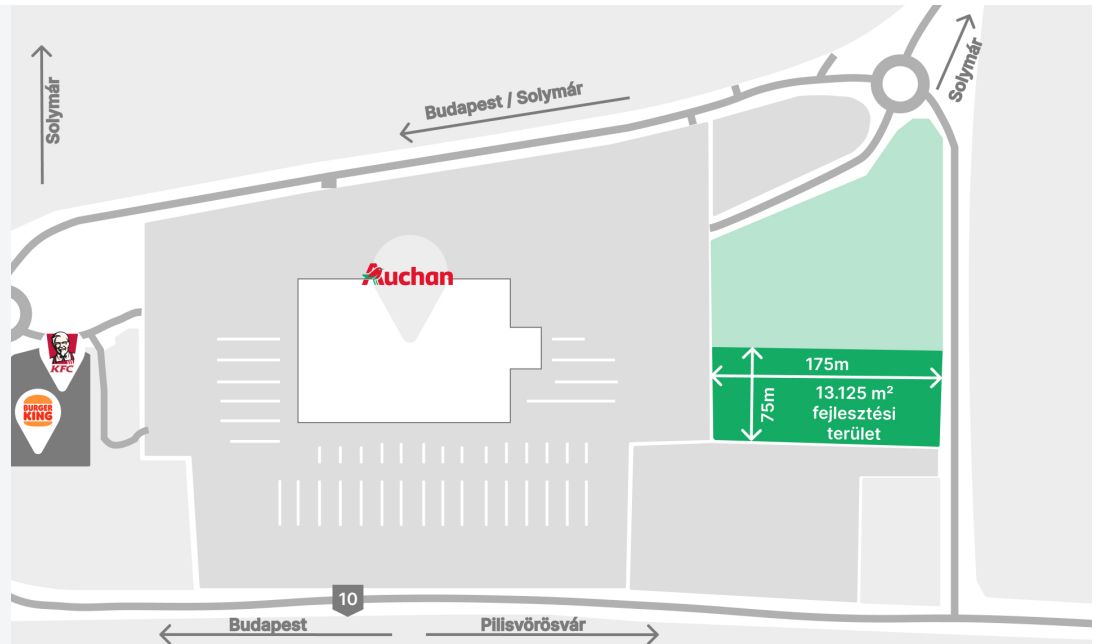 Solymár
Budapest / Solymár
Solymár
Auchan
KFC
BURGER
KING
175m
75m
13.125 m²
fejlesztési
terület
10
Budapest
Pilisvörösvár